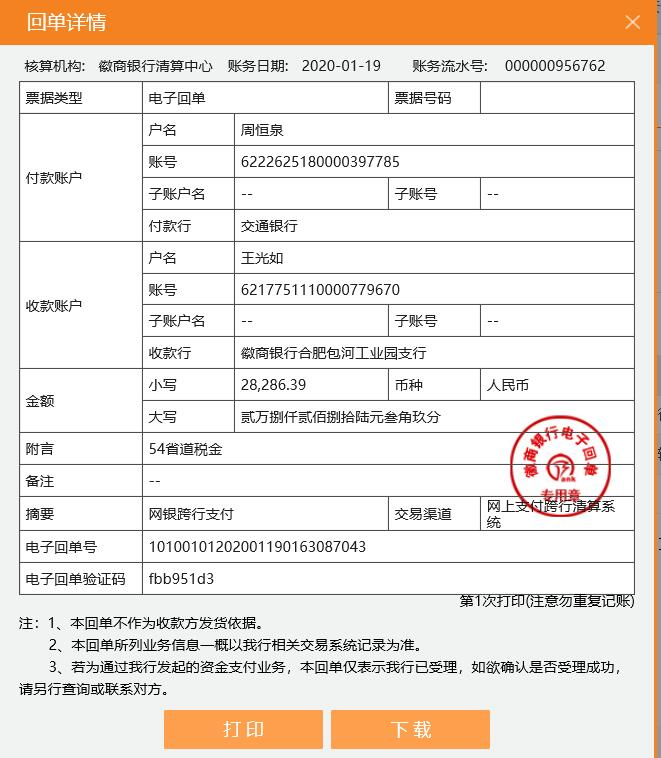 回单详情
核算机构: 徽商银行清算中心 账务日期: 2020-01-19 账务流水号: 000000956762
票据类型 电子回单 票据号码
付款账户
户名 周恒泉
账号 6222625180000397785
子账户名 -- 子账号 --
付款行 交通银行
收款账户
户名 王光如
账号 6217751110000779670
子账户名 -- 子账号 --
收款行 徽商银行合肥包河工业园支行
金额
小写 28,286.39 币种 人民币
大写 贰万捌仟贰佰捌拾陆元叁角玖分
附言 54省道税金
备注 --
徽商银行电子回单
ank
专用章
摘要 网银跨行支付 交易渠道 网上支付跨行清算系
统
电子回单号 10100101202001190163087043
电子回单验证码 fbb951d3
第1次打印(注意勿重复记账)
注: 1、本回单不作为收款方发货依据。
2、本回单所列业务信息一概以我行相关交易系统记录为准。
3、若为通过我行发起的资金支付业务，本回单仅表示我行已受理，如欲确认是否受理成功，
请另行查询或联系对方。
打印 下载